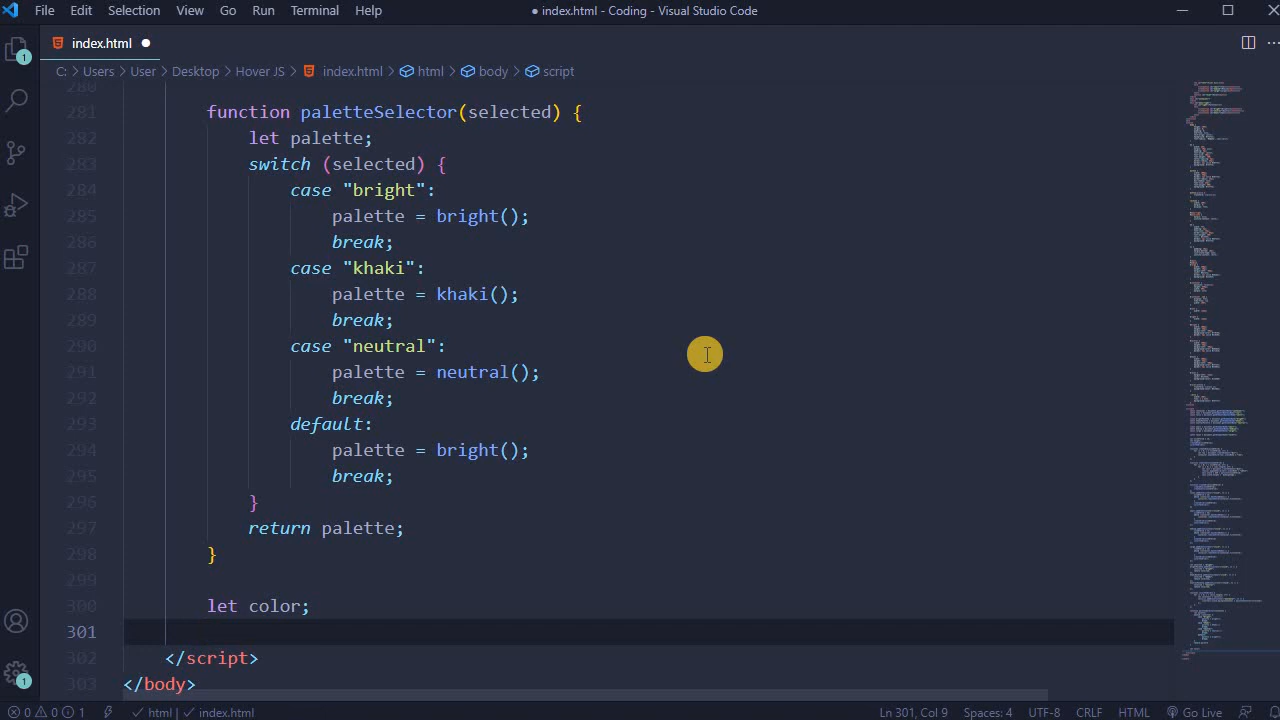 File Edit Selection View Go Run Terminal Help
● index.html - Coding - Visual Studio Code
index.html
C: > Users > User > Desktop > Hover JS > index.html > html > body > script
280
281 function paletteSelector(selected) {
282 let palette;
283 switch (selected) {
284 case "bright":
285 palette = bright();
286 break;
287 case "khaki":
288 palette = khaki();
289 break;
290 case "neutral":
291 palette = neutral();
292 break;
293 default:
294 palette = bright();
295 break;
296 }
297 return palette;
298 }
299
300 let color;
301
302 </script>
303 </body>
1
1
0 0 1 html | index.html Ln 301, Col 9 Spaces: 4 UTF-8 CRLF HTML Go Live